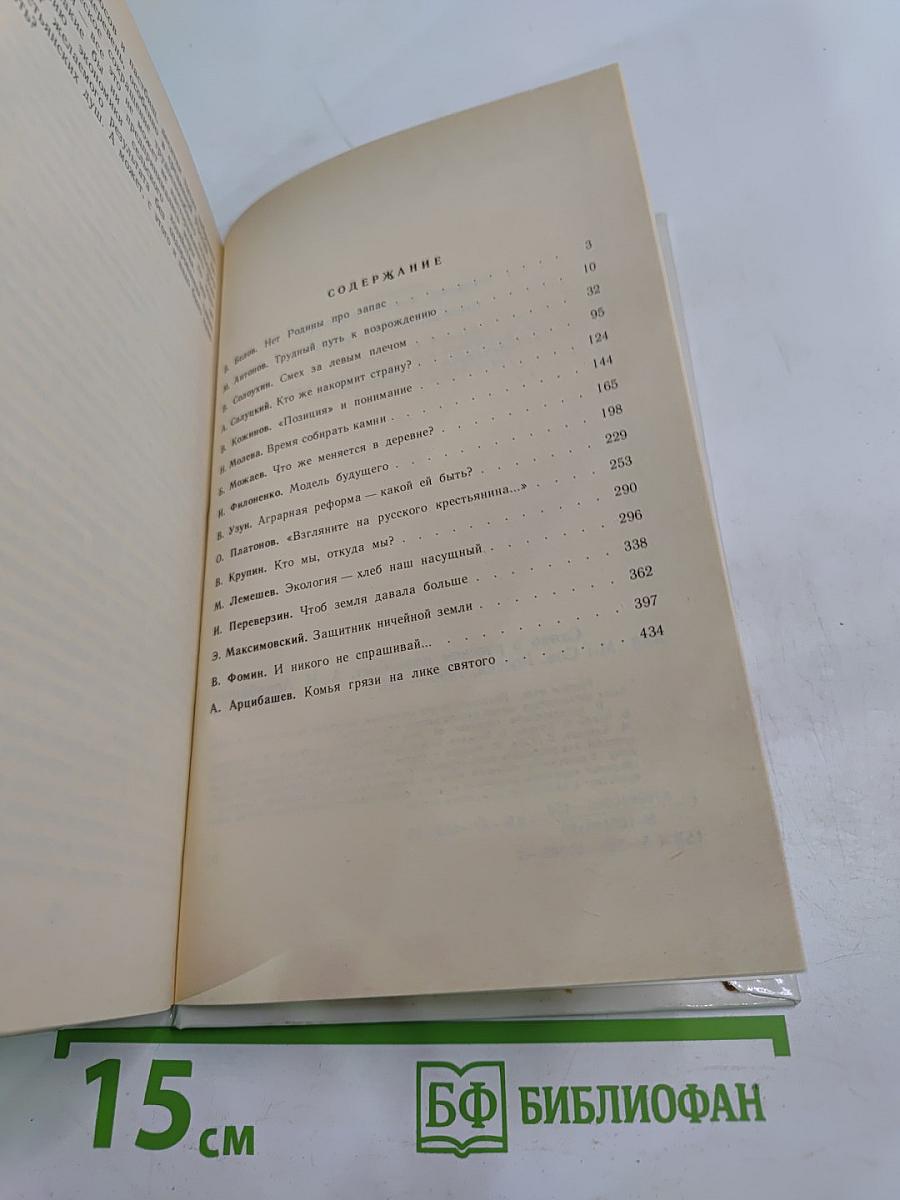 СОДЕРЖАНИЕ
В. Белов. Нет Родины про запас . . . . . . . . . . 3
М. Антонов. Трудный путь к возрождению . . . . . . . 10
В. Солоухин. Смех за левым плечом . . . . . . . . . 32
А. Салуцкий. Кто же накормит страну? . . . . . . . . 95
В. Кожинов. «Позиция» и понимание . . . . . . . . . 124
Н. Молева. Время собирать камни . . . . . . . . . . 144
Б. Можаев. Что же меняется в деревне? . . . . . . . . 165
И. Филоненко. Модель будущего . . . . . . . . . . 198
В. Узун. Аграрная реформа — какой ей быть? . . . . . . 229
О. Платонов. «Взгляните на русского крестьянина...» . . . . 253
В. Крупин. Кто мы, откуда мы? . . . . . . . . . . 290
М. Лемешев. Экология — хлеб наш насущный . . . . . . 296
И. Переверзин. Чтоб земля давала больше . . . . . . . 338
Э. Максимовский. Защитник ничейной земли . . . . . . . 362
В. Фомин. И никого не спрашивай... . . . . . . . . . 397
А. Арцибашев. Комья грязи на лике святого . . . . . . 434
15 см
БФ БИБЛИОФАН